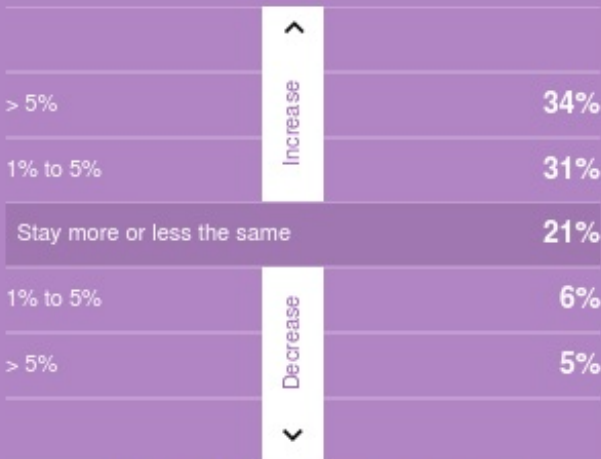 > 5% 34%
Increase
1% to 5% 31%
Stay more or less the same 21%
1% to 5% 6%
Decrease
> 5% 5%